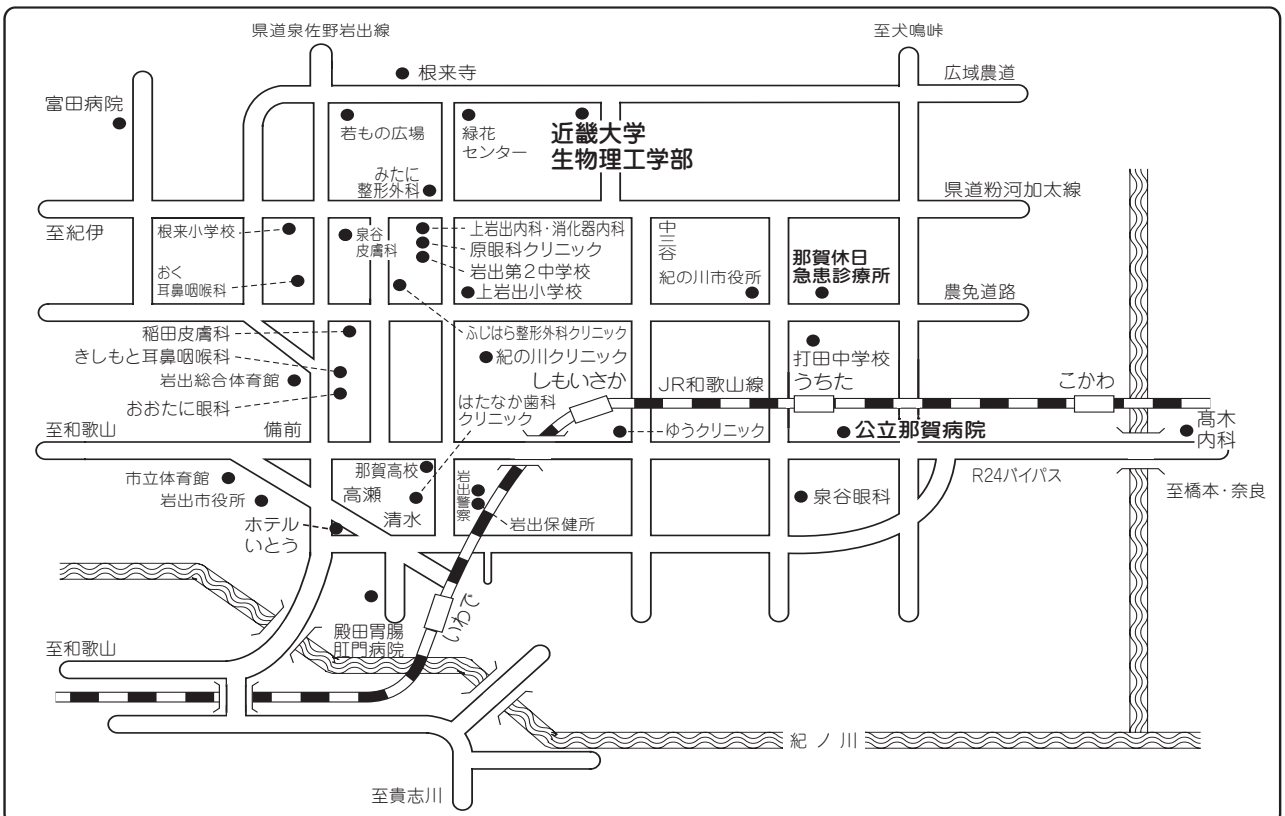 県道泉佐野岩出線
至犬鳴峠
根来寺
広域農道
富田病院
若もの広場
緑花
センター
近畿大学
生物理工学部
みたに
整形外科
県道粉河加太線
至紀伊
根来小学校
泉谷
皮膚科
上岩出内科・消化器内科
原眼科クリニック
岩出第2中学校
上岩出小学校
中三谷
紀の川市役所
那賀休日
急患診療所
おく
耳鼻咽喉科
農免道路
稲田皮膚科
ふじはら整形外科クリニック
きしもと耳鼻咽喉科
紀の川クリニック
打田中学校
岩出総合体育館
しもいさか
JR和歌山線
うちた
こかわ
おおたに眼科
はたなか歯科
クリニック
至和歌山
備前
ゆうクリニック
公立那賀病院
髙木
内科
市立体育館
那賀高校
岩出警察
R24バイパス
岩出市役所
高瀬
泉谷眼科
至橋本・奈良
ホテル
いとう
清水
岩出保健所
いわで
殿田胃腸
肛門病院
至和歌山
紀ノ川
至貴志川